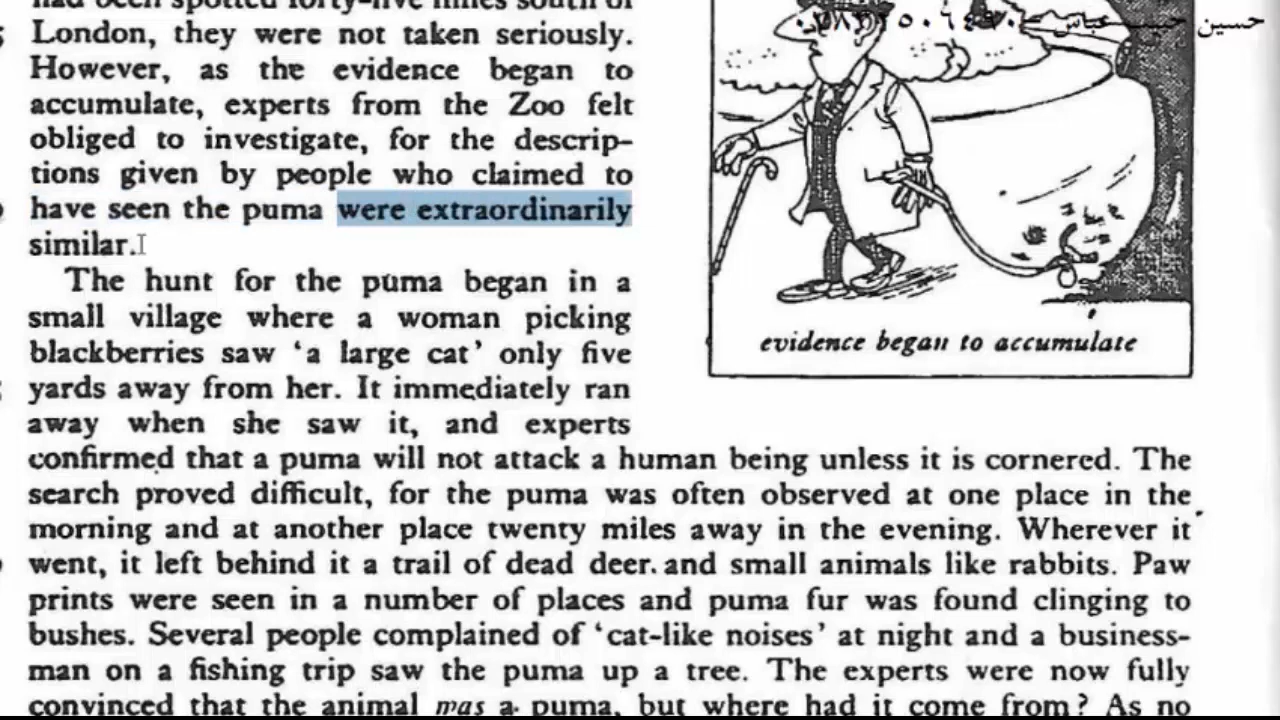 حسين حبيب عباس
London, they were not taken seriously.
However, as the evidence began to
accumulate, experts from the Zoo felt
obliged to investigate, for the descrip-
tions given by people who claimed to
have seen the puma were extraordinarily
similar.
The hunt for the puma began in a
small village where a woman picking
blackberries saw ‘a large cat’ only five
yards away from her. It immediately ran
away when she saw it, and experts
confirmed that a puma will not attack a human being unless it is cornered. The
search proved difficult, for the puma was often observed at one place in the
morning and at another place twenty miles away in the evening. Wherever it
went, it left behind it a trail of dead deer and small animals like rabbits. Paw
prints were seen in a number of places and puma fur was found clinging to
bushes. Several people complained of ‘cat-like noises’ at night and a business-
man on a fishing trip saw the puma up a tree. The experts were now fully
convinced that the animal was a puma, but where had it come from? As no
evidence began to accumulate